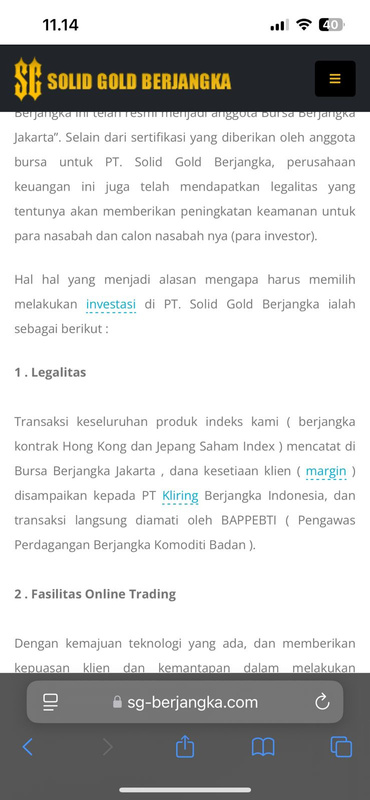 11.14
40
SG SOLID GOLD BERJANGKA
Berjangka ini telah resmi menjadi anggota Bursa Berjangka
Jakarta”. Selain dari sertifikasi yang diberikan oleh anggota
bursa untuk PT. Solid Gold Berjangka, perusahaan
keuangan ini juga telah mendapatkan legalitas yang
tentunya akan memberikan peningkatan keamanan untuk
para nasabah dan calon nasabah nya (para investor).
Hal hal yang menjadi alasan mengapa harus memilih
melakukan investasi di PT. Solid Gold Berjangka ialah
sebagai berikut :
1 . Legalitas
Transaksi keseluruhan produk indeks kami ( berjangka
kontrak Hong Kong dan Jepang Saham Index ) mencatat di
Bursa Berjangka Jakarta , dana kesetiaan klien ( margin )
disampaikan kepada PT Kliring Berjangka Indonesia, dan
transaksi langsung diamati oleh BAPPEBTI ( Pengawas
Perdagangan Berjangka Komoditi Badan ).
2 . Fasilitas Online Trading
Dengan kemajuan teknologi yang ada, dan memberikan
kepuasan klien dan kemantapan dalam melakukan
sg-berjangka.com